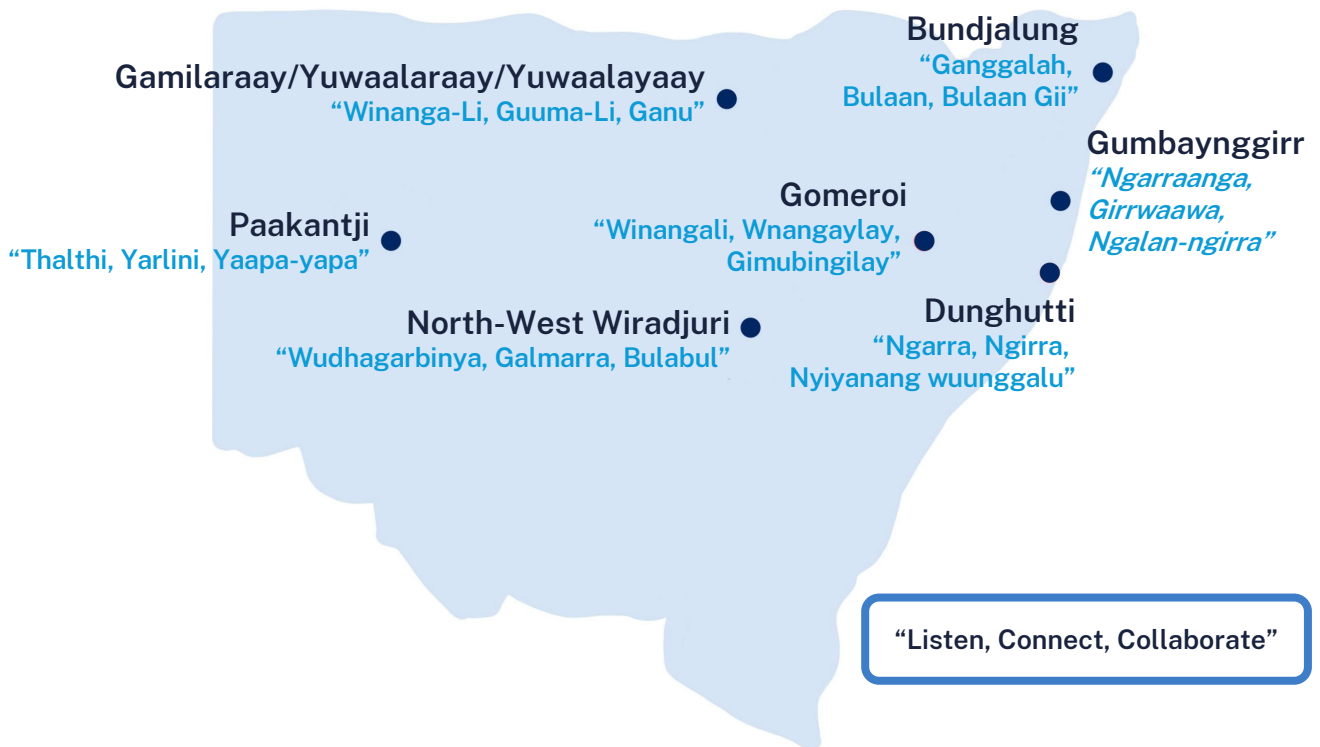 Bundjalung
“Ganggalah,
Bulaan, Bulaan Gii”
Gamilaraay/Yuwaalaraay/Yuwaalayaay
“Winanga-Li, Guuma-Li, Ganu”
Gumbaynggirr
“Ngarraanga,
Girrwaawa,
Ngalan-ngirra”
Gomeroi
“Winangali, Wnangaylay,
Gimubingilay”
Paakantji
“Thalthi, Yarlini, Yaapa-yapa”
Dunghutti
“Ngarra, Ngirra,
Nyiyanang wuunggalu”
North-West Wiradjuri
“Wudhagarbinya, Galmarra, Bulabul”
“Listen, Connect, Collaborate”